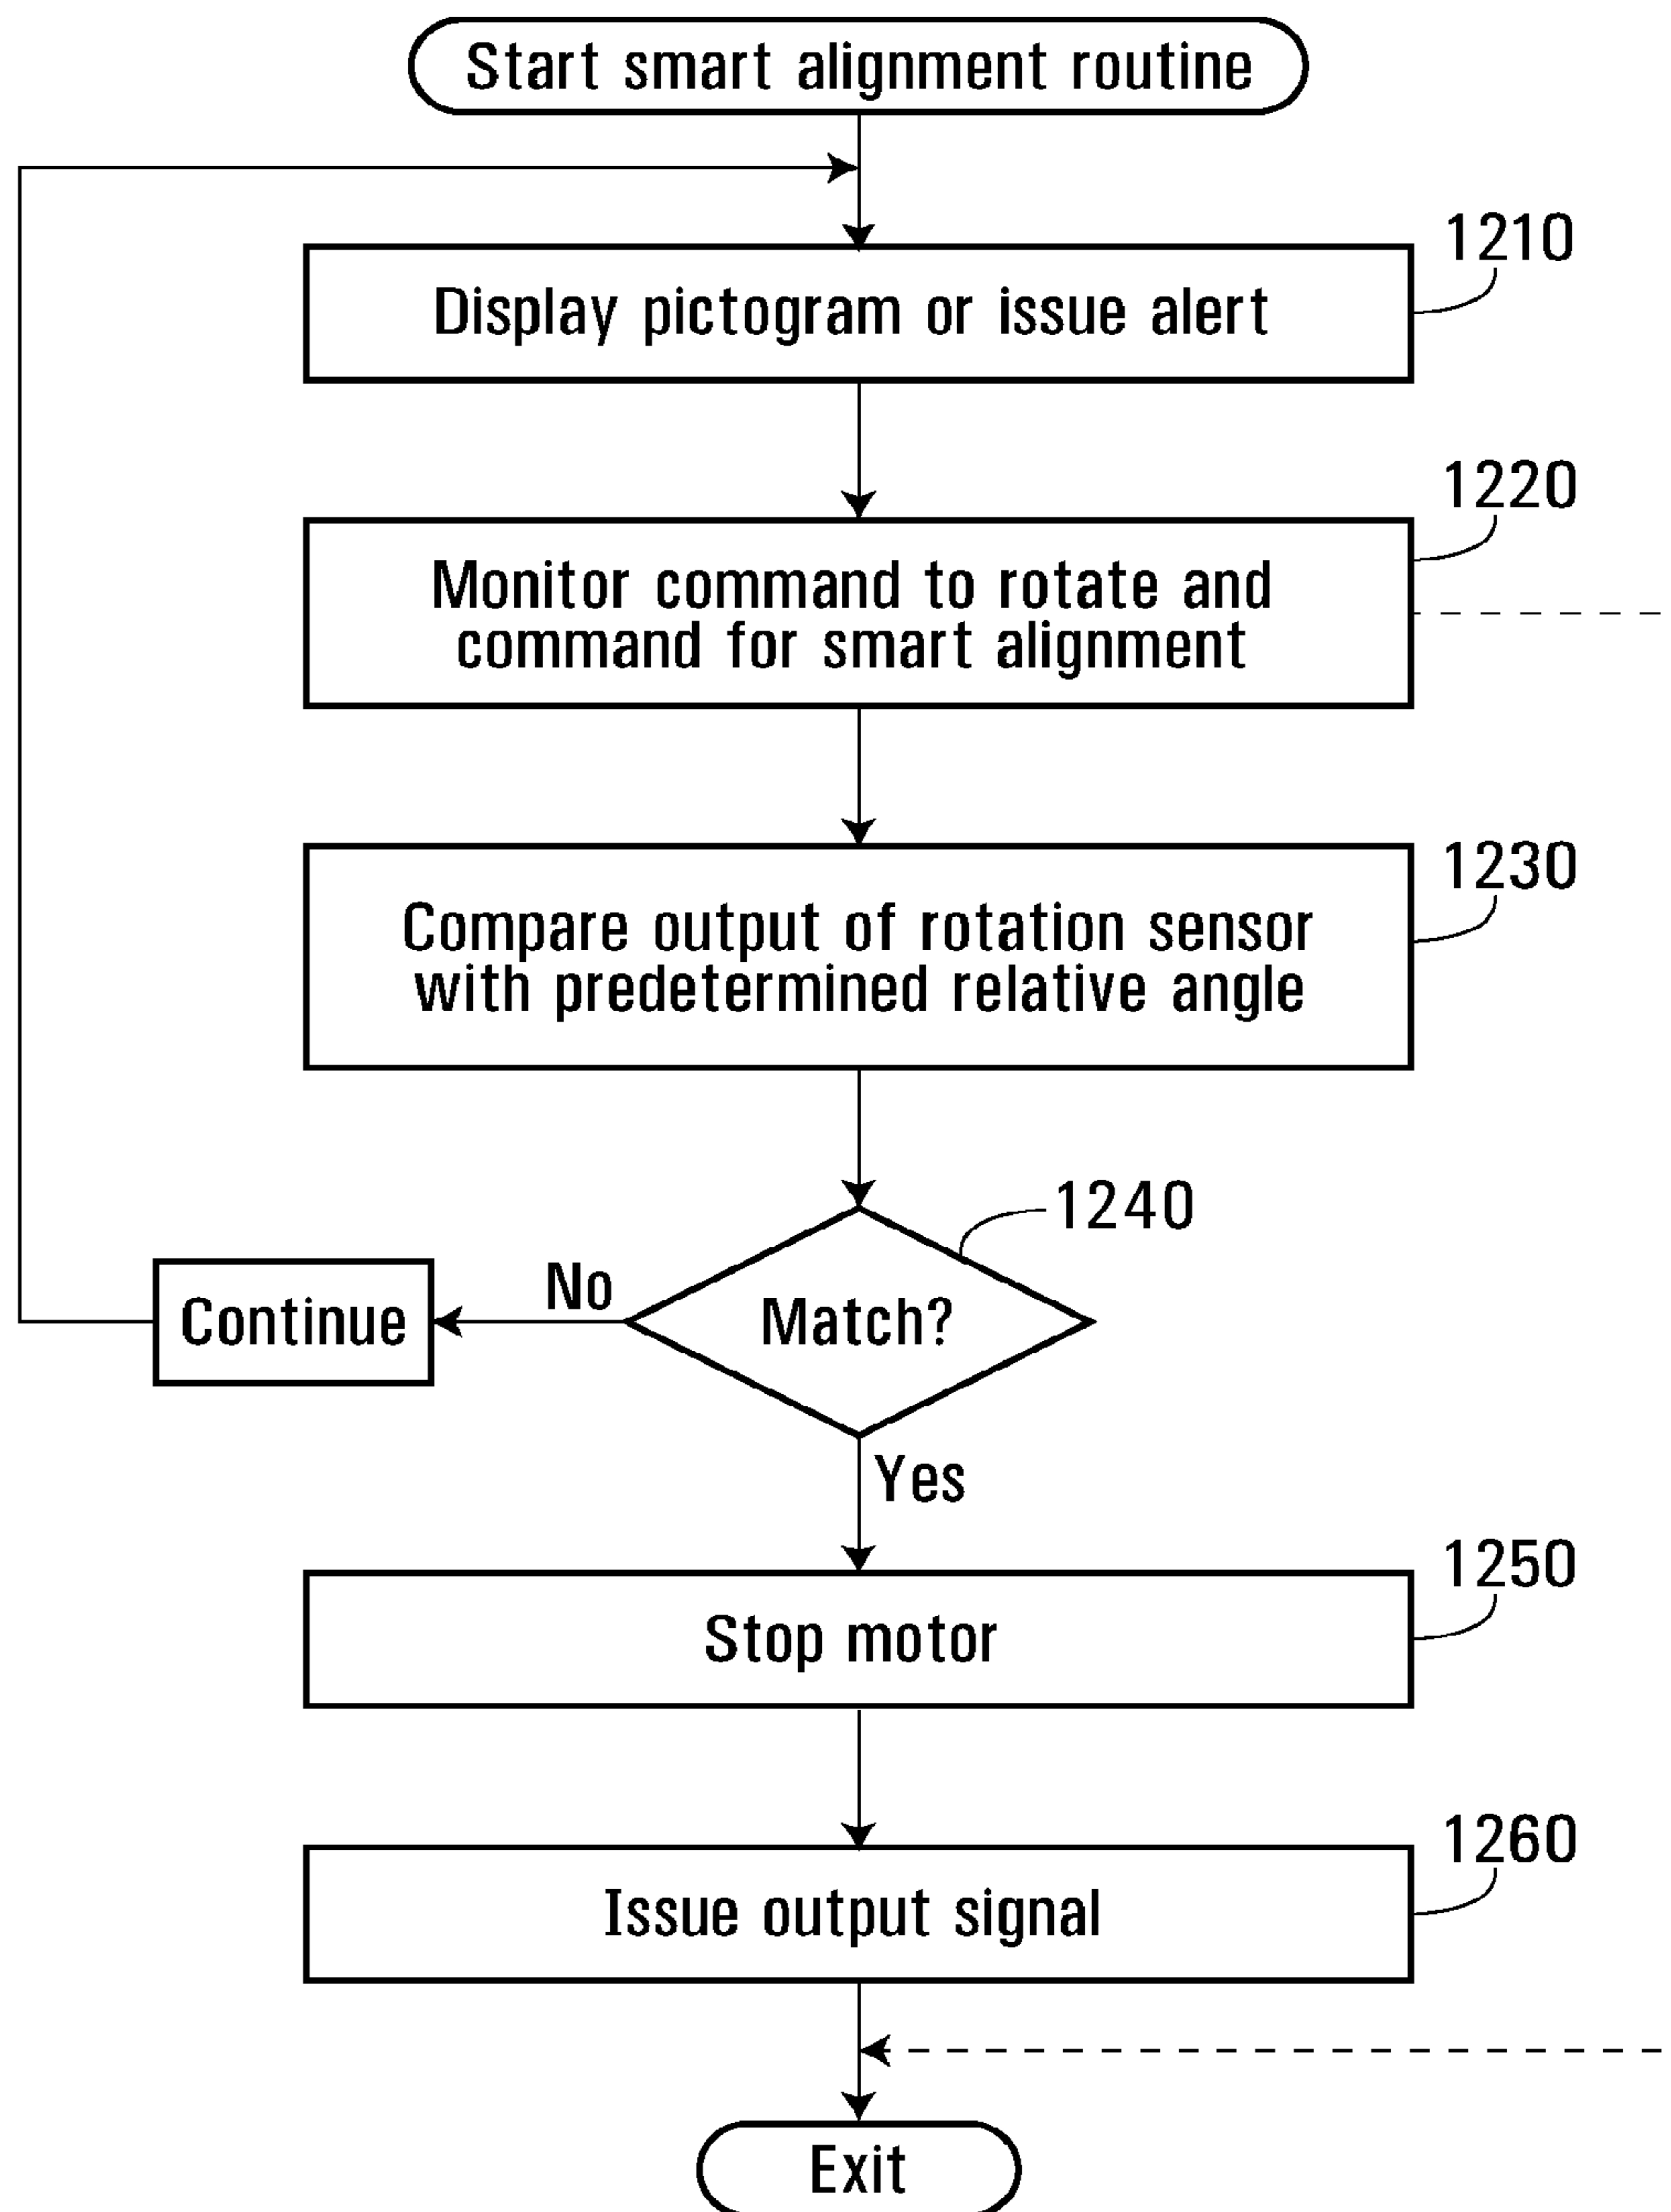 Start smart alignment routine
1210
Display pictogram or issue alert
1220
Monitor command to rotate and
command for smart alignment
1230
Compare output of rotation sensor
with predetermined relative angle
1240
Match?
No
Continue
Yes
1250
Stop motor
1260
Issue output signal
Exit